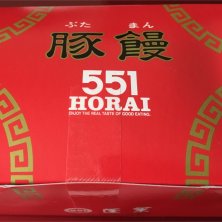 ぶた まん
豚饅
551
HORAI
ENJOY THE REAL TASTE OF GOOD EATING.